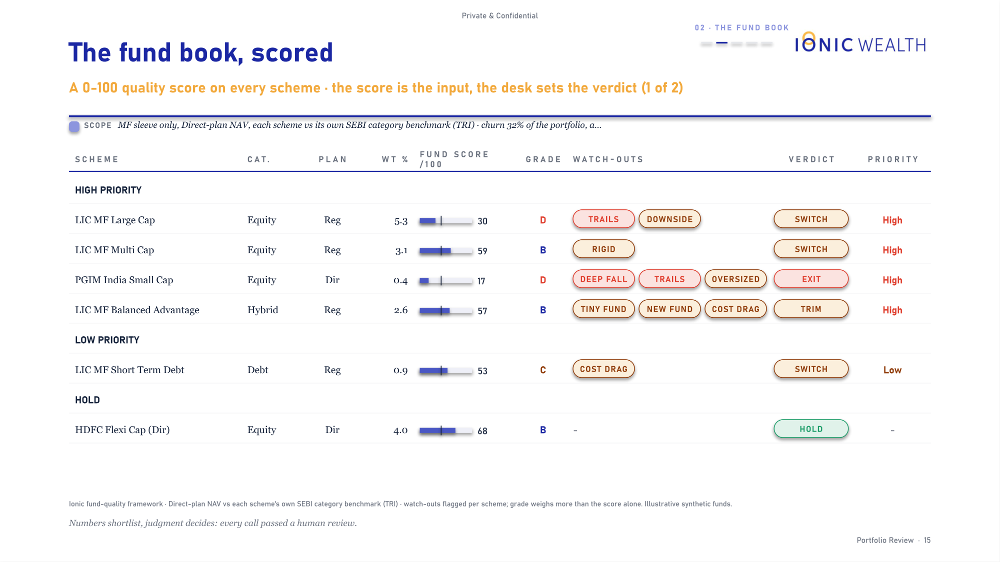 Private & Confidential
02 · THE FUND BOOK
IONIC WEALTH
The fund book, scored
A 0-100 quality score on every scheme · the score is the input, the desk sets the verdict (1 of 2)
SCOPE MF sleeve only, Direct-plan NAV, each scheme vs its own SEBI category benchmark (TRI) · churn 32% of the portfolio, a...
SCHEME CAT. PLAN WT % FUND SCORE /100 GRADE WATCH-OUTS VERDICT PRIORITY
HIGH PRIORITY
LIC MF Large Cap Equity Reg 5.3 30 D TRAILS DOWNSIDE SWITCH High
LIC MF Multi Cap Equity Reg 3.1 59 B RIGID SWITCH High
PGIM India Small Cap Equity Dir 0.4 17 D DEEP FALL TRAILS OVERSIZED EXIT High
LIC MF Balanced Advantage Hybrid Reg 2.6 57 B TINY FUND NEW FUND COST DRAG TRIM High
LOW PRIORITY
LIC MF Short Term Debt Debt Reg 0.9 53 C COST DRAG SWITCH Low
HOLD
HDFC Flexi Cap (Dir) Equity Dir 4.0 68 B - HOLD -
Ionic fund-quality framework · Direct-plan NAV vs each scheme's own SEBI category benchmark (TRI) · watch-outs flagged per scheme; grade weighs more than the score alone. Illustrative synthetic funds.
Numbers shortlist, judgment decides: every call passed a human review.
Portfolio Review · 15